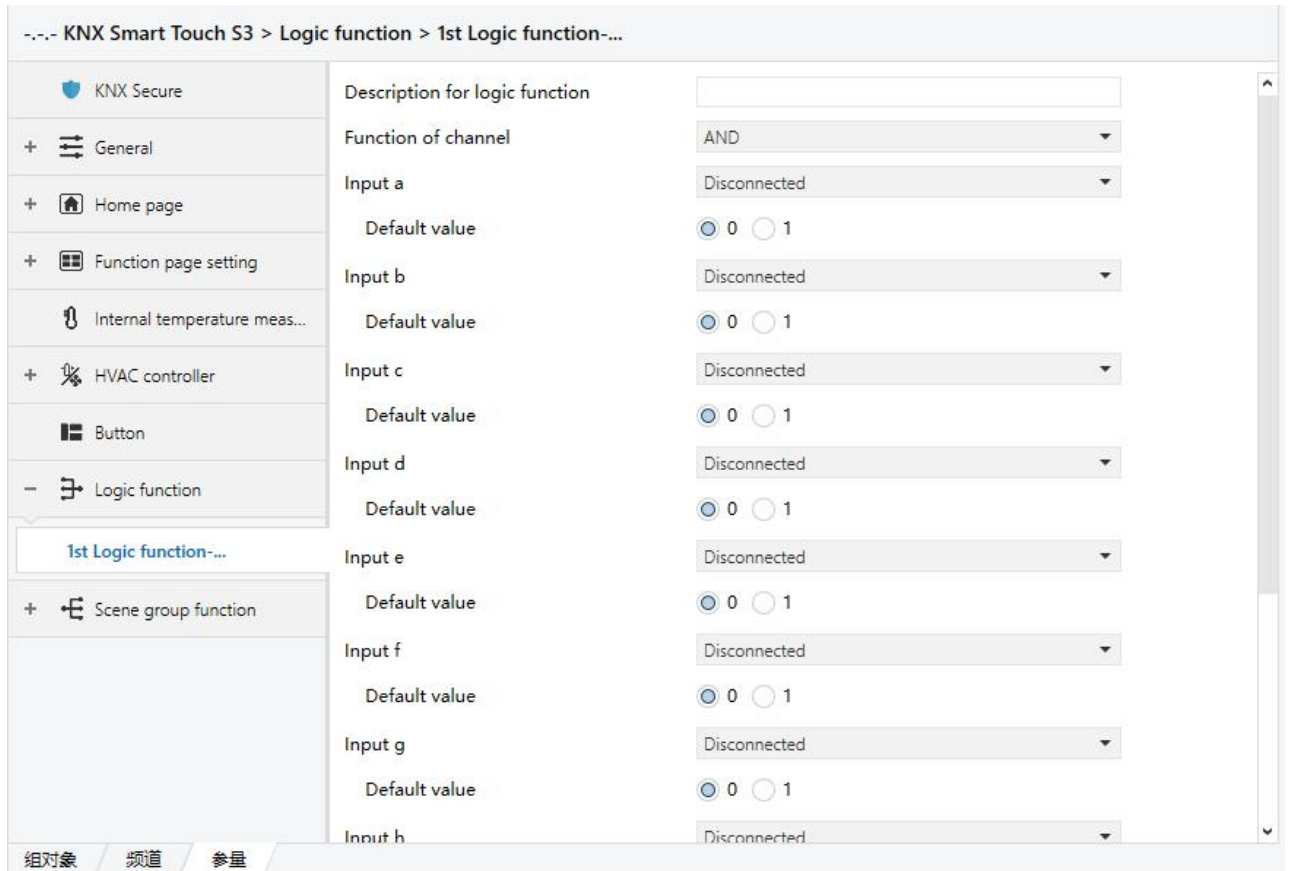 -.-.- KNX Smart Touch S3 > Logic function > 1st Logic function-...
KNX Secure
+ General
+ Home page
+ Function page setting
Internal temperature meas...
+ HVAC controller
Button
− Logic function
1st Logic function-...
+ Scene group function
Description for logic function
Function of channel AND
Input a Disconnected
Default value 0 1
Input b Disconnected
Default value 0 1
Input c Disconnected
Default value 0 1
Input d Disconnected
Default value 0 1
Input e Disconnected
Default value 0 1
Input f Disconnected
Default value 0 1
Input g Disconnected
Default value 0 1
Input h Disconnected
组对象 频道 参量